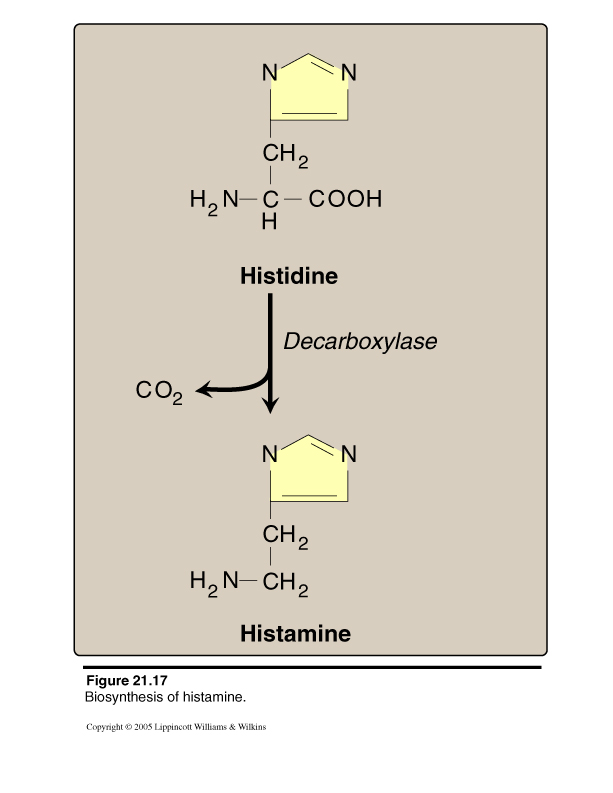 N N
CH2
H2N C COOH
H
Histidine
Decarboxylase
CO2
N N
CH2
H2N CH2
Histamine
Figure 21.17
Biosynthesis of histamine.
Copyright © 2005 Lippincott Williams & Wilkins